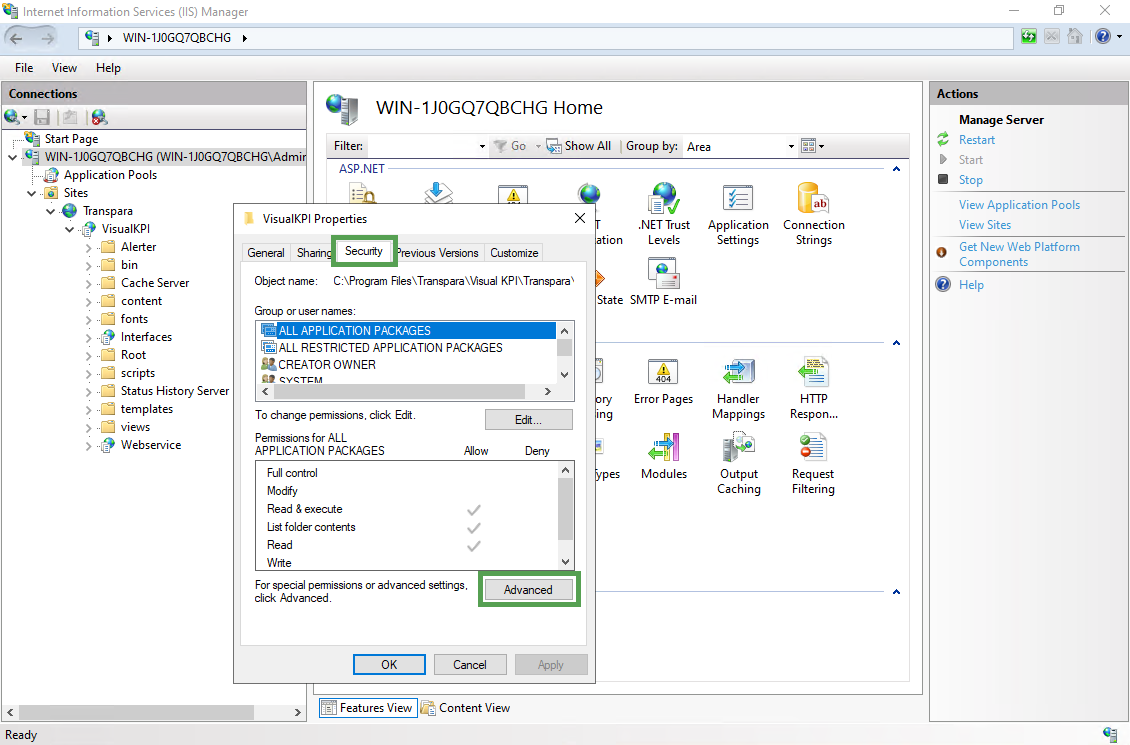 Internet Information Services (IIS) Manager
WIN-1J0GQ7QBCHG
File View Help
Connections
Start Page
WIN-1J0GQ7QBCHG (WIN-1J0GQ7QBCHG\Admir
Application Pools
Sites
Transpara
VisualKPI
Alerter
bin
Cache Server
content
fonts
Interfaces
Root
scripts
Status History Server
templates
views
Webservice
WIN-1J0GQ7QBCHG Home
Filter: Go Show All Group by: Area
ASP.NET
.NET Trust
Levels
Application
Settings
Connection
Strings
State
SMTP E-mail
Error Pages
404
Handler
Mappings
HTTP
Respon...
Modules
Output
Caching
Request
Filtering
VisualKPI Properties
General Sharing Security Previous Versions Customize
Object name: C:\Program Files\Transpara\Visual KPI\Transpara\
Group or user names:
ALL APPLICATION PACKAGES
ALL RESTRICTED APPLICATION PACKAGES
CREATOR OWNER
SYSTEM
To change permissions, click Edit.
Edit...
Permissions for ALL
APPLICATION PACKAGES Allow Deny
Full control
Modify
Read & execute
List folder contents
Read
Write
For special permissions or advanced settings,
click Advanced.
Advanced
OK Cancel Apply
Features View Content View
Actions
Manage Server
Restart
Start
Stop
View Application Pools
View Sites
Get New Web Platform
Components
Help
Ready